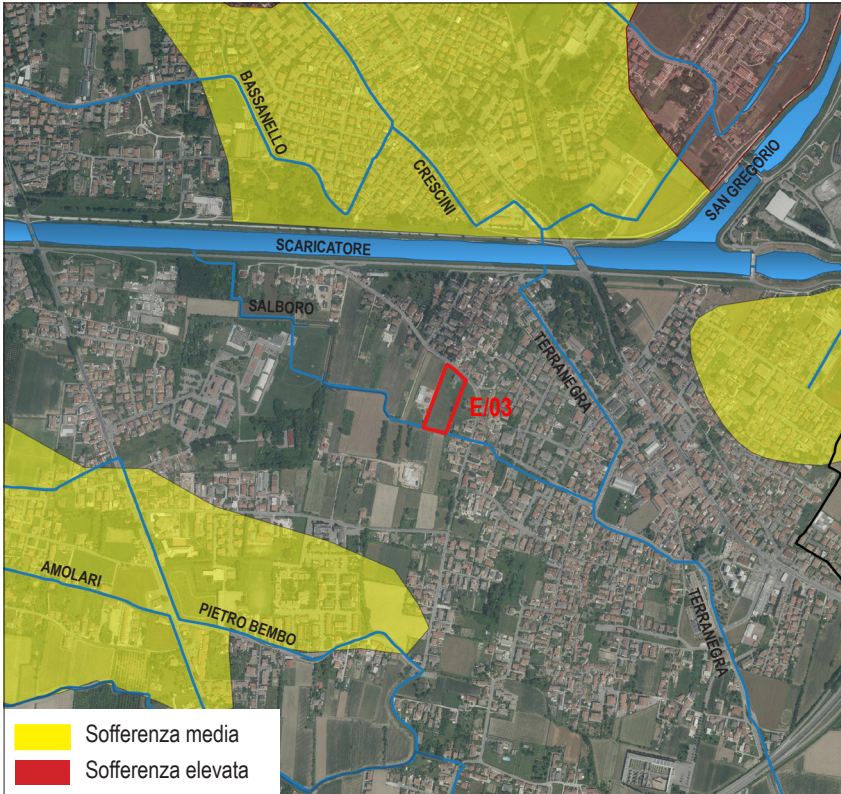 BASSANELLO
CRESCINI
SAN GREGORIO
SCARICATORE
SALBORO
TERRANEGRA
E/03
AMOLARI
PIETRO BEMBO
TERRANEGRA
Sofferenza media
Sofferenza elevata